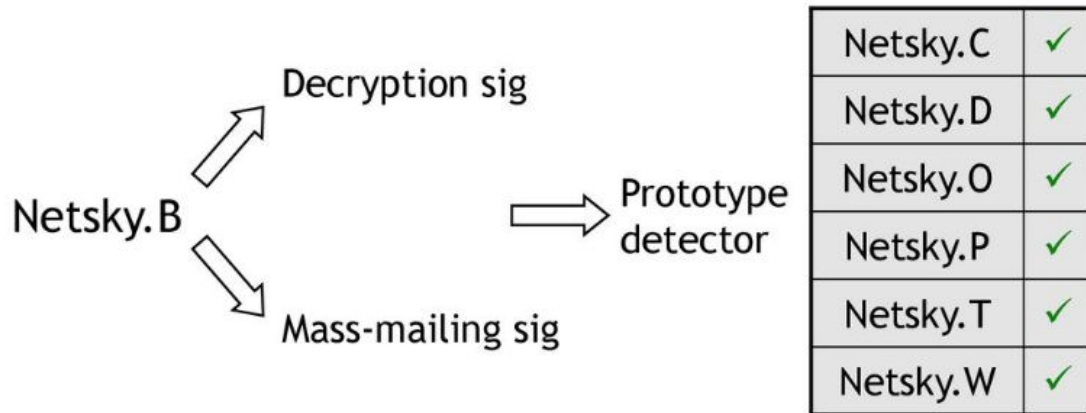 Netsky.B
Decryption sig
Mass-mailing sig
Prototype
detector
Netsky.C ✓
Netsky.D ✓
Netsky.O ✓
Netsky.P ✓
Netsky.T ✓
Netsky.W ✓